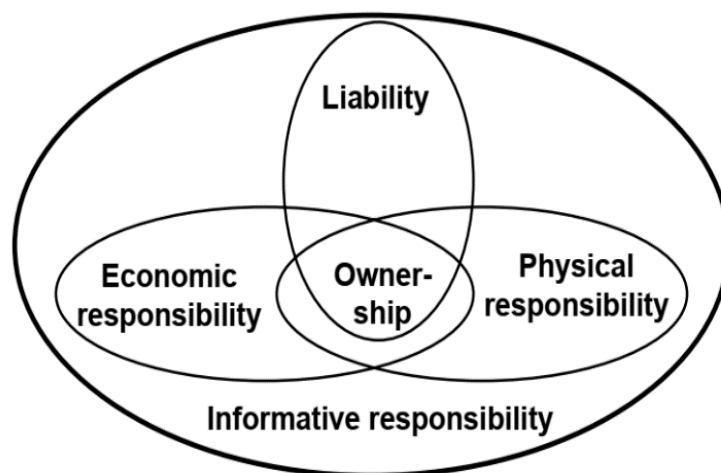 Liability
Economic
responsibility
Owner-
ship
Physical
responsibility
Informative responsibility